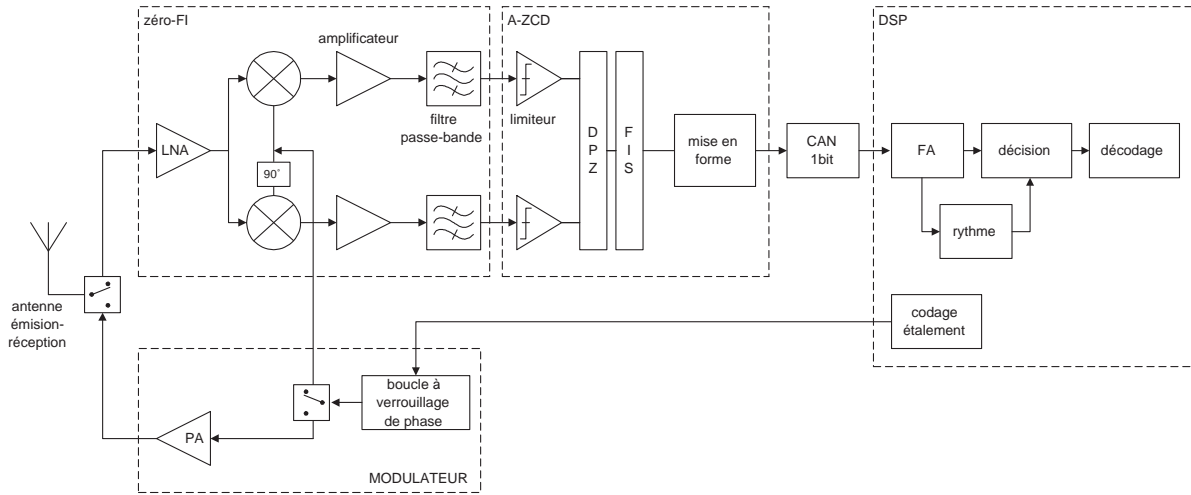 zéro-FI
A-ZCD
DSP
amplificateur
LNA
90°
filtre
passe-bande
limiteur
D
P
Z
F
I
S
mise en
forme
CAN
1bit
FA
décision
décodage
rythme
antenne
émision-
réception
codage
étalement
boucle à
verrouillage
de phase
PA
MODULATEUR